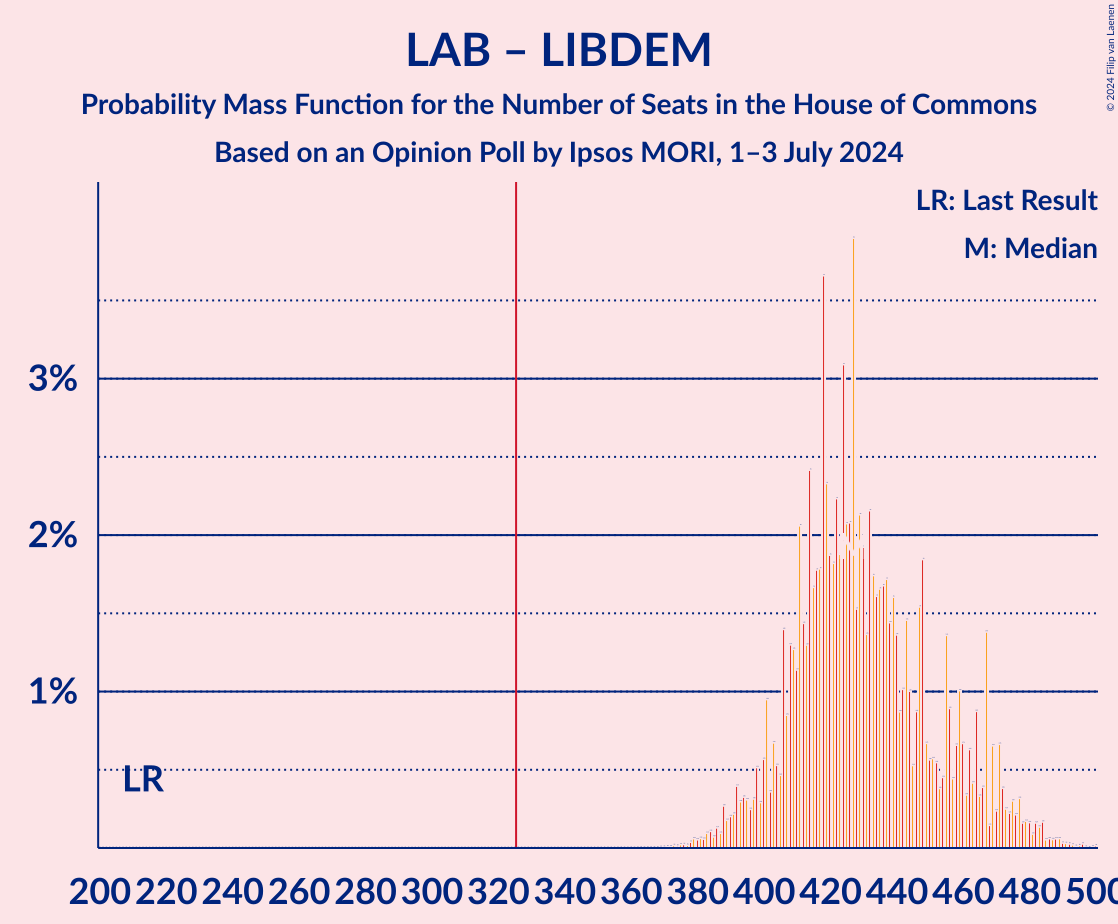 LAB – LIBDEM
Probability Mass Function for the Number of Seats in the House of Commons
Based on an Opinion Poll by Ipsos MORI, 1–3 July 2024
© 2024 Filip van Laenen
LR: Last Result
M: Median
3%
2%
1%
LR
200 220 240 260 280 300 320 340 360 380 400 420 440 460 480 500